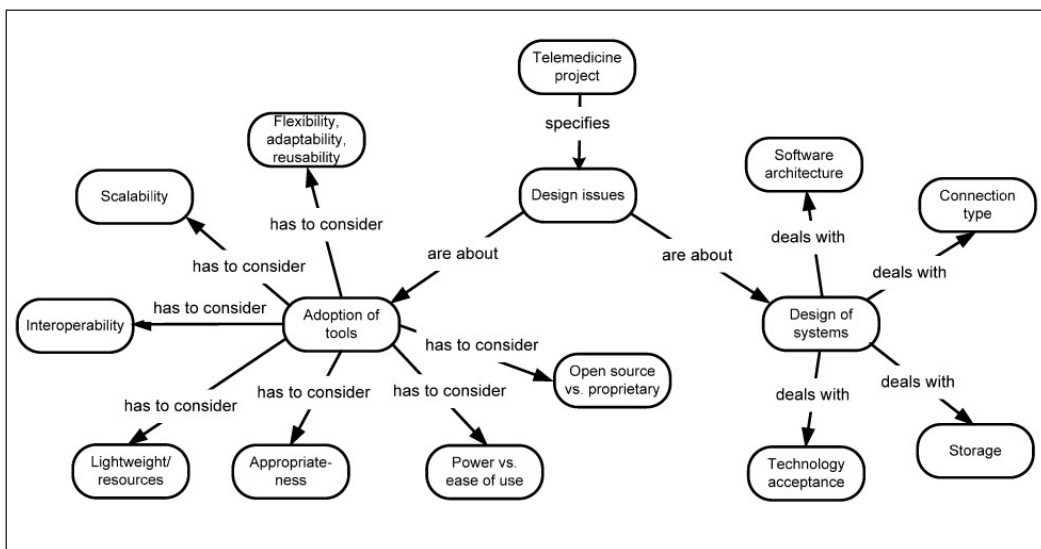 Telemedicine
project
specifies
Flexibility,
adaptability,
reusability
Software
architecture
Scalability
Design issues
Connection
type
has to consider
deals with
are about
are about
has to consider
deals with
has to consider
Interoperability
Adoption of
tools
Design of
systems
has to consider
Open source
vs. proprietary
deals with
has to consider
has to consider
deals with
has to consider
Lightweight/
resources
Appropriate-
ness
Power vs.
ease of use
Technology
acceptance
Storage